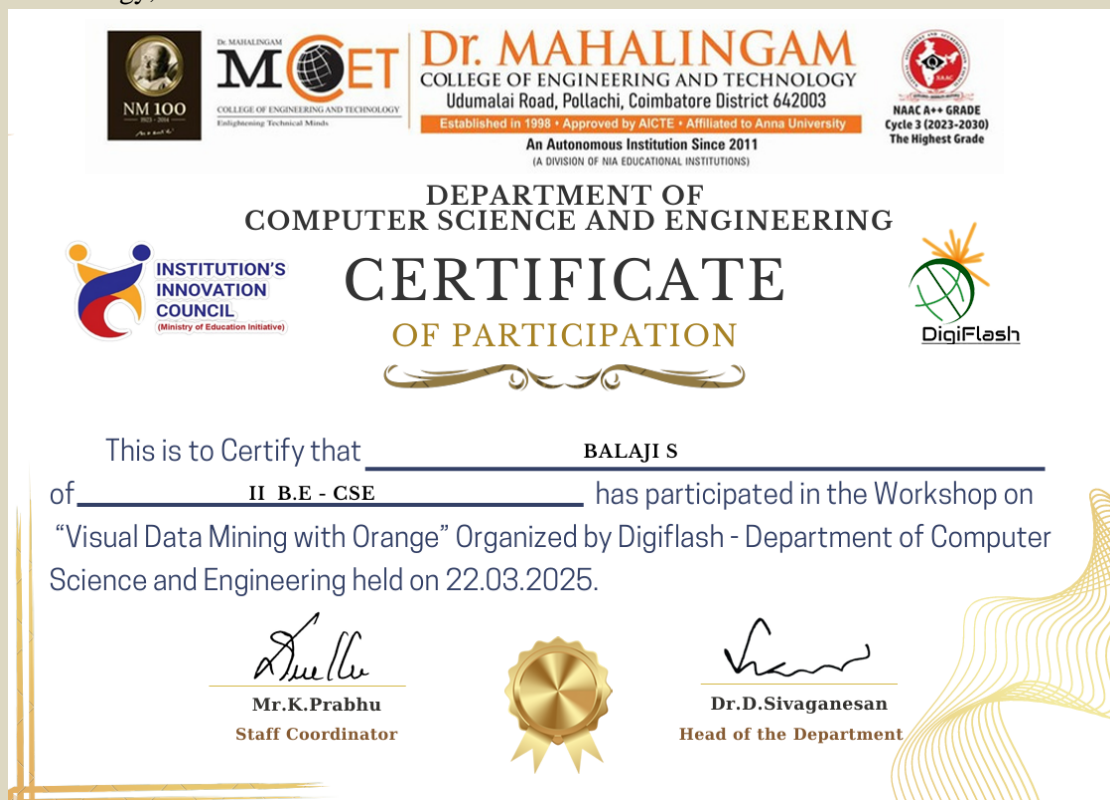 NM 100
1923 - 2014
Dr. MAHALINGAM
MCET
COLLEGE OF ENGINEERING AND TECHNOLOGY
Enlightening Technical Minds
Dr. MAHALINGAM
COLLEGE OF ENGINEERING AND TECHNOLOGY
Udumalai Road, Pollachi, Coimbatore District 642003
Established in 1998 • Approved by AICTE • Affiliated to Anna University
An Autonomous Institution Since 2011
(A DIVISION OF NIA EDUCATIONAL INSTITUTIONS)
NAAC
NAAC A++ GRADE
Cycle 3 (2023-2030)
The Highest Grade
DEPARTMENT OF
COMPUTER SCIENCE AND ENGINEERING
INSTITUTION'S
INNOVATION
COUNCIL
(Ministry of Education Initiative)
CERTIFICATE
OF PARTICIPATION
DigiFlash
This is to Certify that BALAJI S
of II B.E - CSE has participated in the Workshop on
“Visual Data Mining with Orange” Organized by Digiflash - Department of Computer
Science and Engineering held on 22.03.2025.
Mr.K.Prabhu
Staff Coordinator
Dr.D.Sivaganesan
Head of the Department